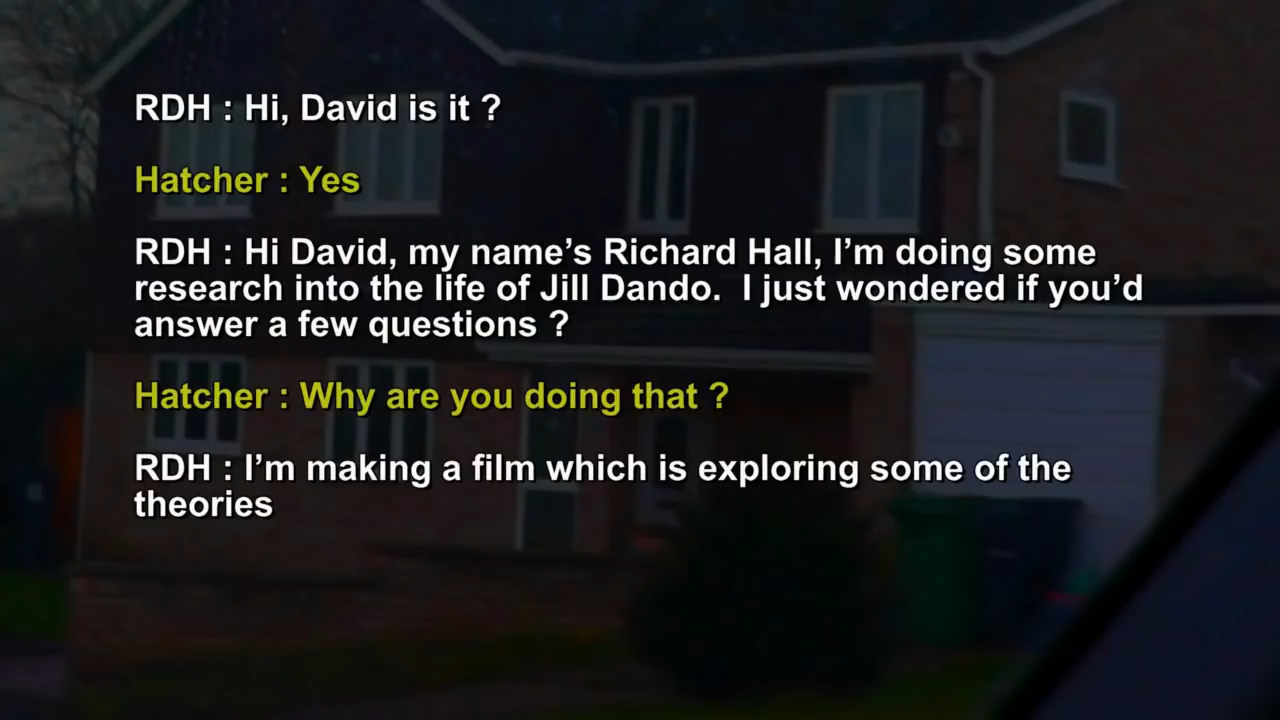 RDH : Hi, David is it ?
Hatcher : Yes
RDH : Hi David, my name’s Richard Hall, I’m doing some
research into the life of Jill Dando.  I just wondered if you’d
answer a few questions ?
Hatcher : Why are you doing that ?
RDH : I’m making a film which is exploring some of the
theories